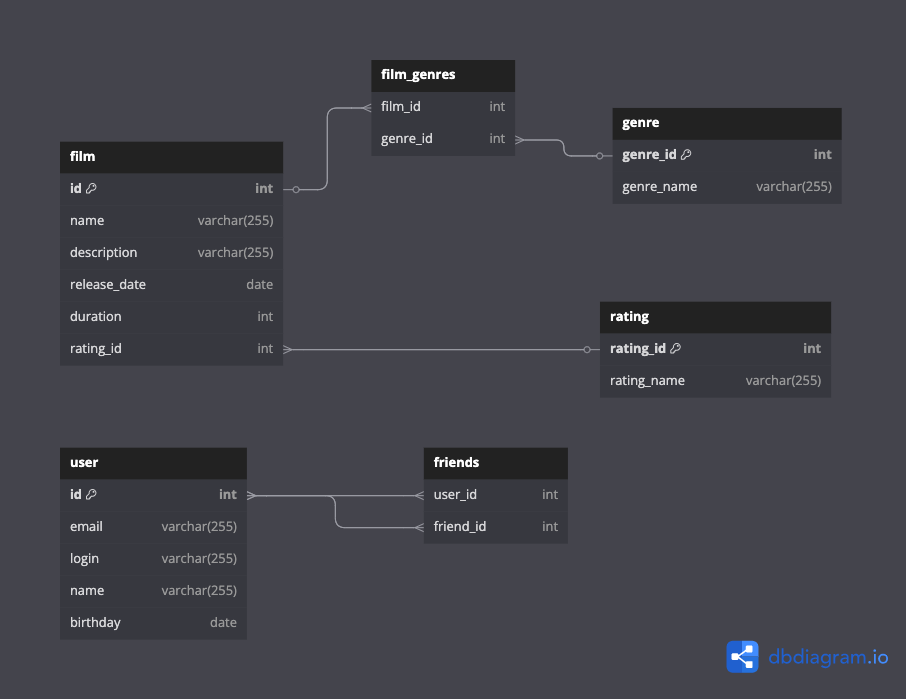 film_genres
film_id int
genre_id int
genre
genre_id int
genre_name varchar(255)
film
id int
name varchar(255)
description varchar(255)
release_date date
duration int
rating_id int
rating
rating_id int
rating_name varchar(255)
user
id int
email varchar(255)
login varchar(255)
name varchar(255)
birthday date
friends
user_id int
friend_id int
dbdiagram.io